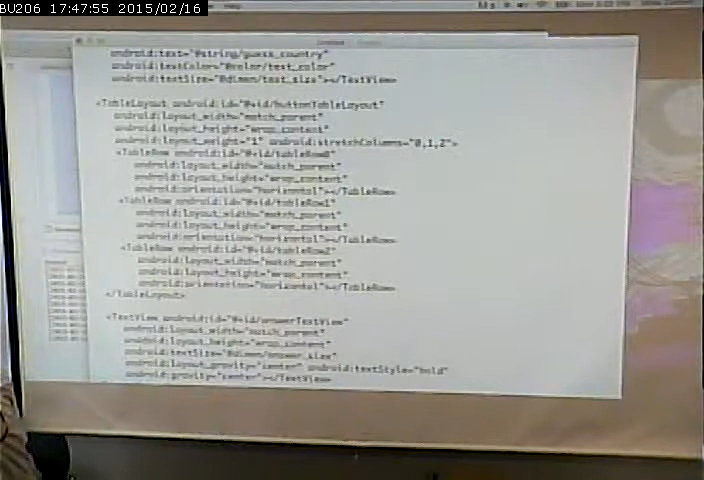 BU206 17:47:55 2015/02/16
Help
android:text="@string/guess_country"
android:textColor="@color/text_color"
android:textSize="@dimen/text_size"></TextView>
<TableLayout android:id="@+id/buttonTableLayout"
android:layout_width="match_parent"
android:layout_height="wrap_content"
android:layout_weight="1" android:stretchColumns="0,1,2">
<TableRow android:id="@+id/tableRow0"
android:layout_width="match_parent"
android:layout_height="wrap_content"
android:orientation="horizontal"></TableRow>
<TableRow android:id="@+id/tableRow1"
android:layout_width="match_parent"
android:layout_height="wrap_content"
android:orientation="horizontal"></TableRow>
<TableRow android:id="@+id/tableRow2"
android:layout_width="match_parent"
android:layout_height="wrap_content"
android:orientation="horizontal"></TableRow>
</TableLayout>
<TextView android:id="@+id/answerTextView"
android:layout_width="match_parent"
android:layout_height="wrap_content"
android:textSize="@dimen/answer_size"
android:layout_gravity="center" android:textStyle="bold"
android:gravity="center"></TextView>